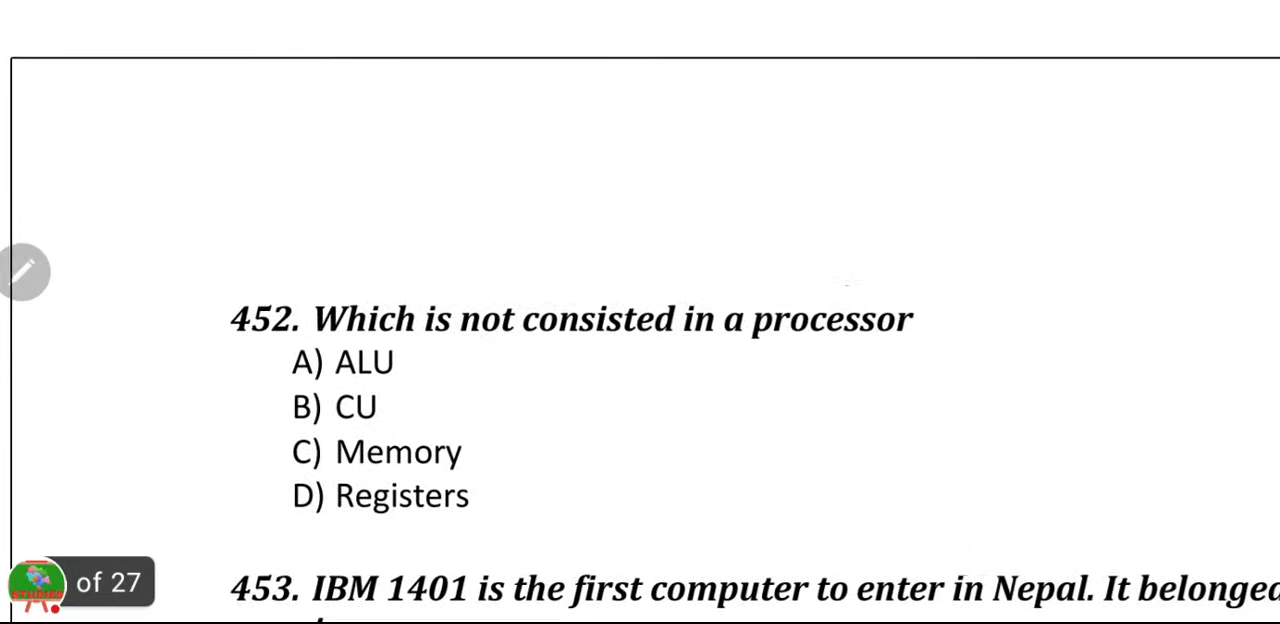 452. Which is not consisted in a processor
A) ALU
B) CU
C) Memory
D) Registers
of 27
453. IBM 1401 is the first computer to enter in Nepal. It belonged